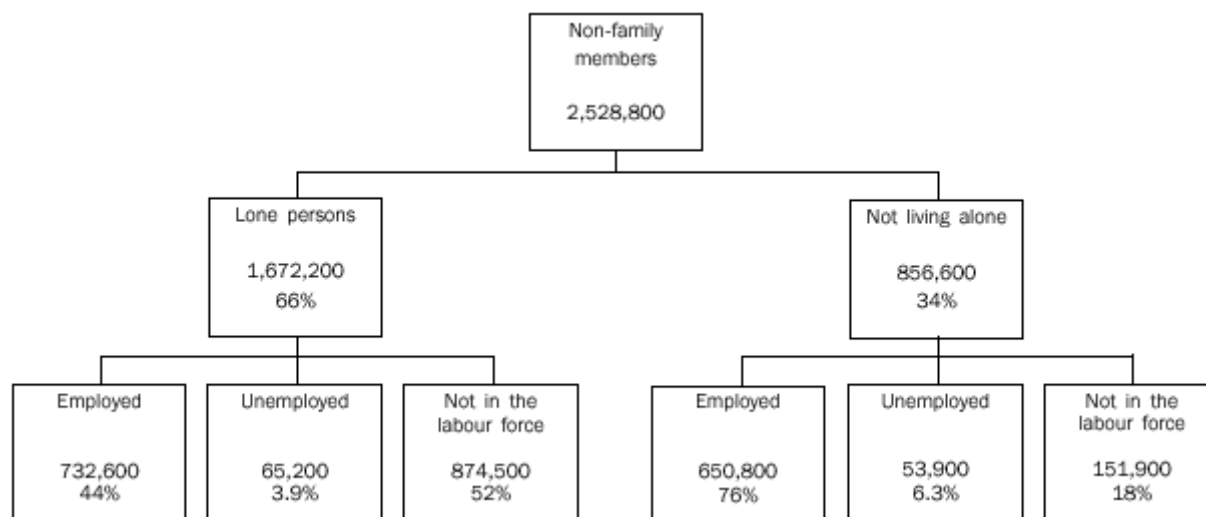 Non-family
members
2,528,800
Lone persons
1,672,200
66%
Not living alone
856,600
34%
Employed
732,600
44%
Unemployed
65,200
3.9%
Not in the
labour force
874,500
52%
Employed
650,800
76%
Unemployed
53,900
6.3%
Not in the
labour force
151,900
18%